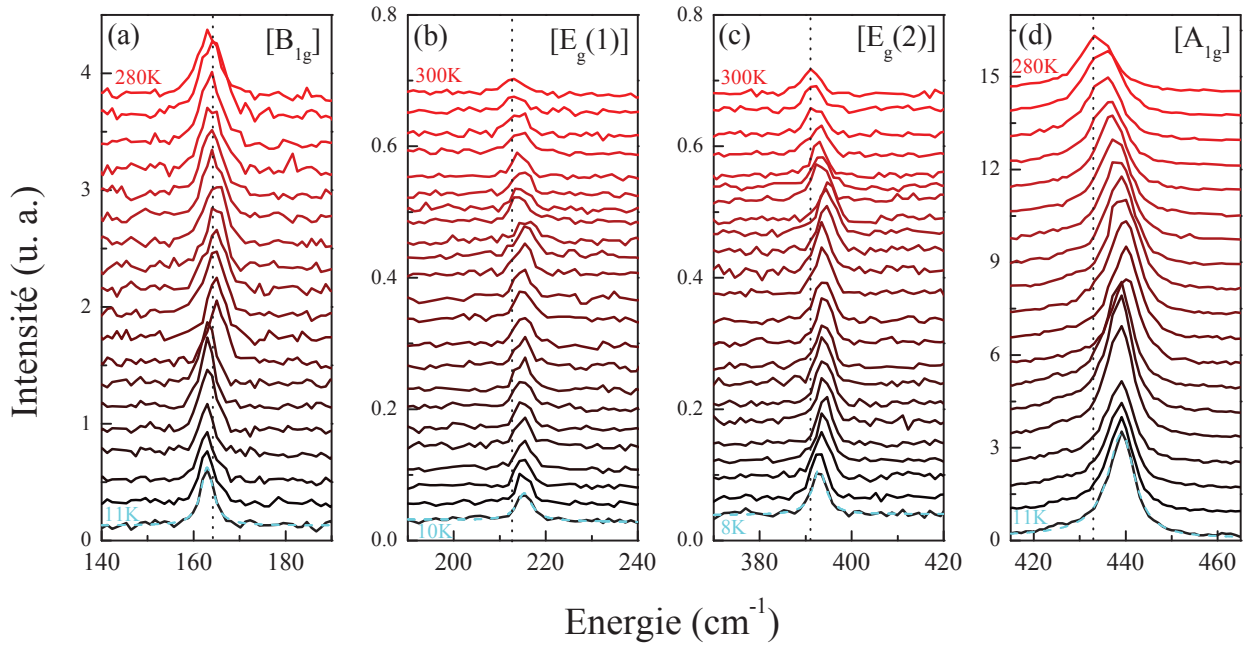 (a) [B1g]
(b) [Eg(1)]
(c) [Eg(2)]
(d) [A1g]
280K
300K
300K
280K
4
3
2
1
0
0.8
0.6
0.4
0.2
0.0
0.8
0.6
0.4
0.2
0.0
15
12
9
6
3
0
11K
10K
8K
11K
140 160 180
200 220 240
380 400 420
420 440 460
Intensité (u. a.)
Energie (cm-1)